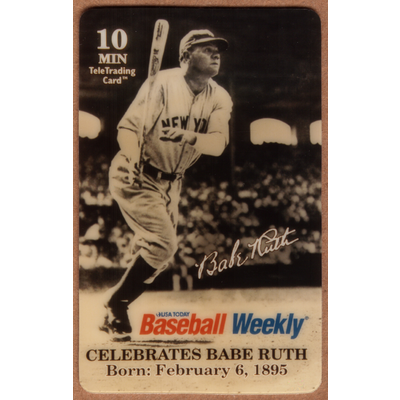 10
MIN
TeleTrading
Card™
NEW YORK
Babe Ruth
USA TODAY
Baseball Weekly®
CELEBRATES BABE RUTH
Born: February 6, 1895